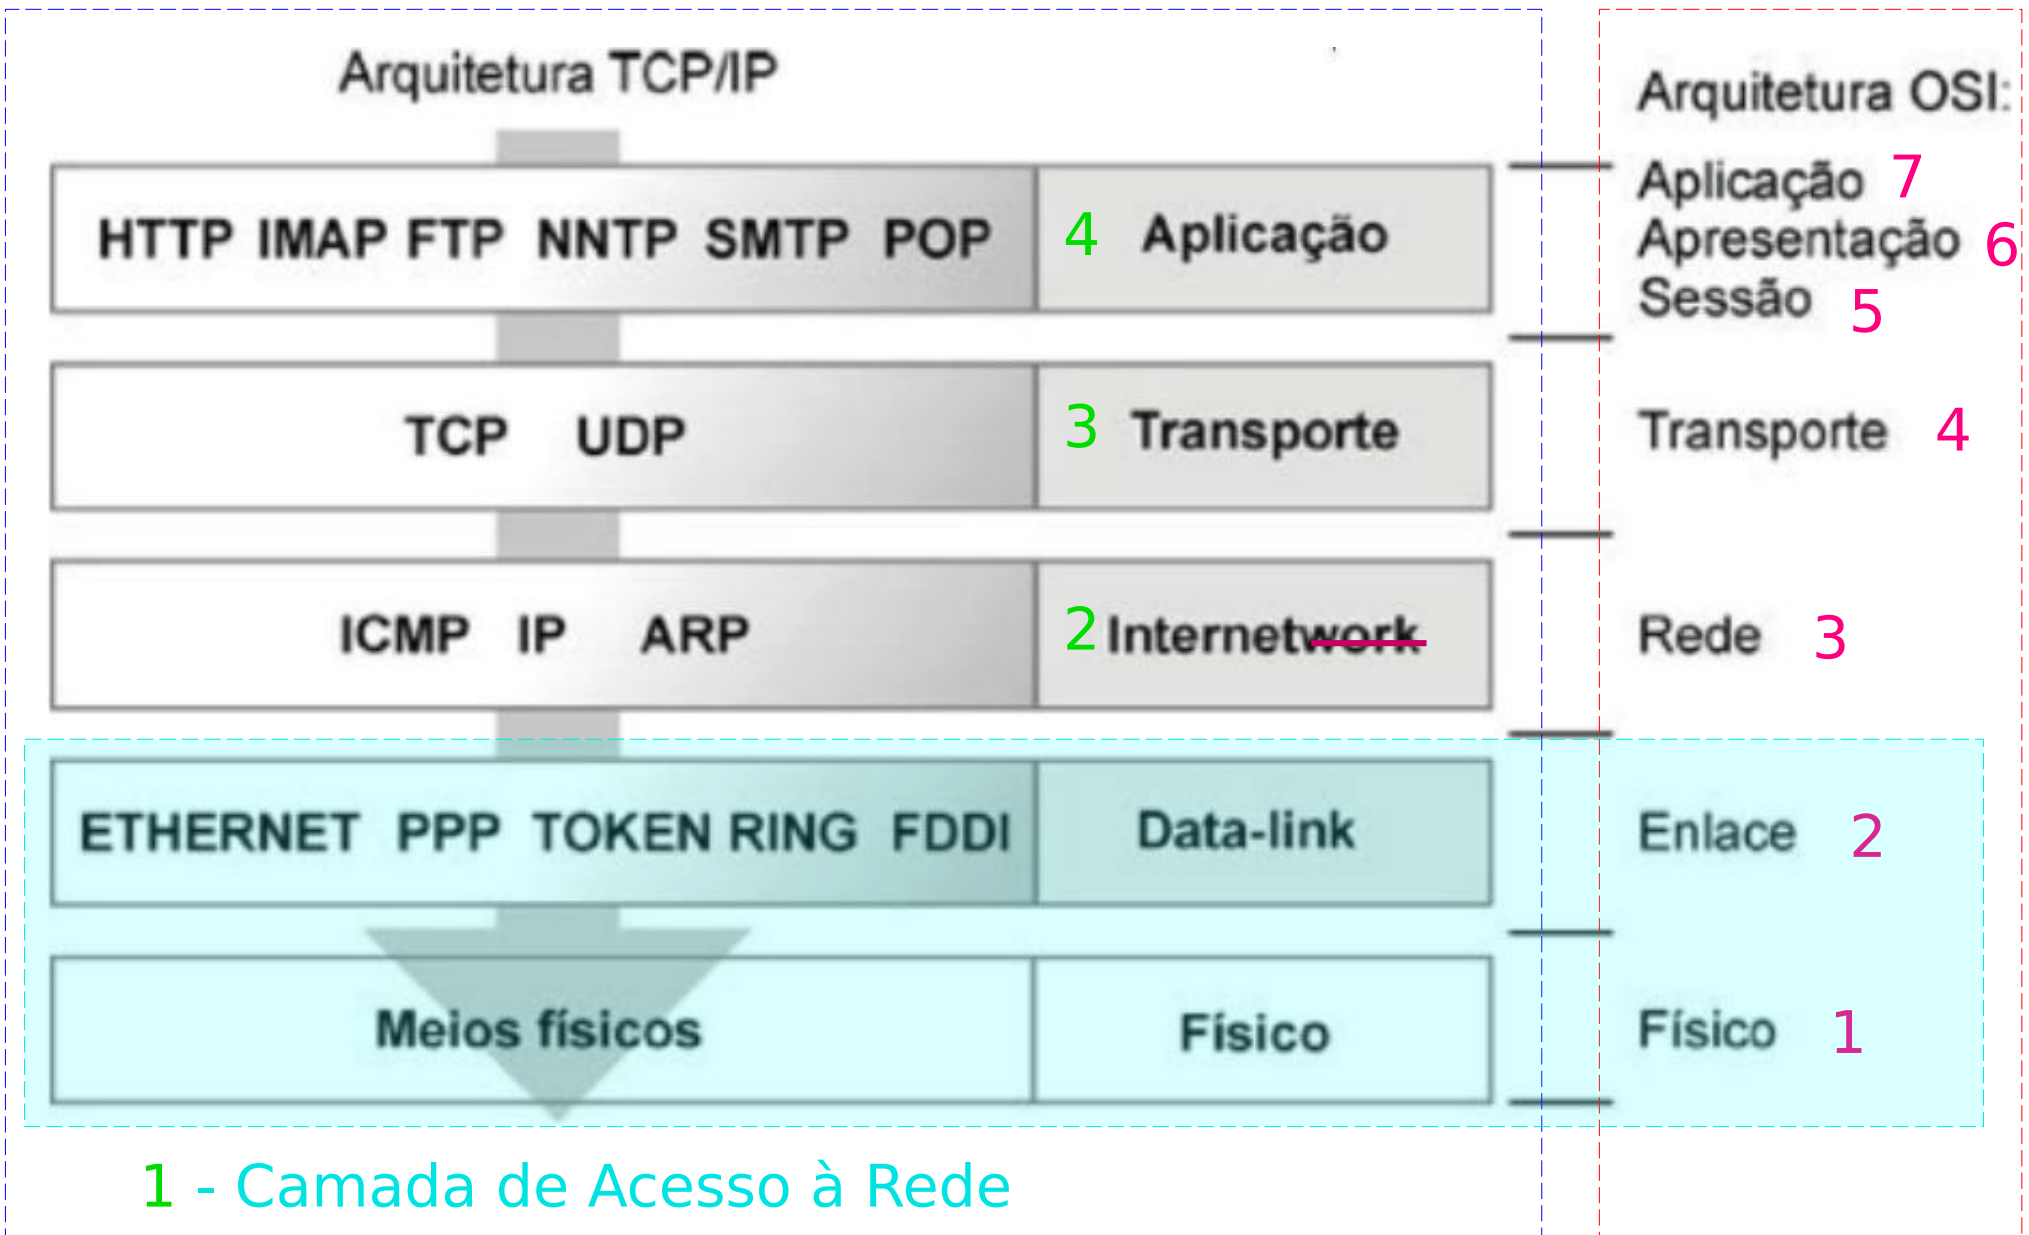 Arquitetura TCP/IP
Arquitetura OSI:
HTTP IMAP FTP NNTP SMTP POP
4 Aplicação
Aplicação 7
Apresentação 6
Sessão 5
TCP UDP
3 Transporte
Transporte 4
ICMP IP ARP
2 Internetwork
Rede 3
ETHERNET PPP TOKEN RING FDDI
Data-link
Enlace 2
Meios físicos
Físico
Físico 1
1 - Camada de Acesso à Rede